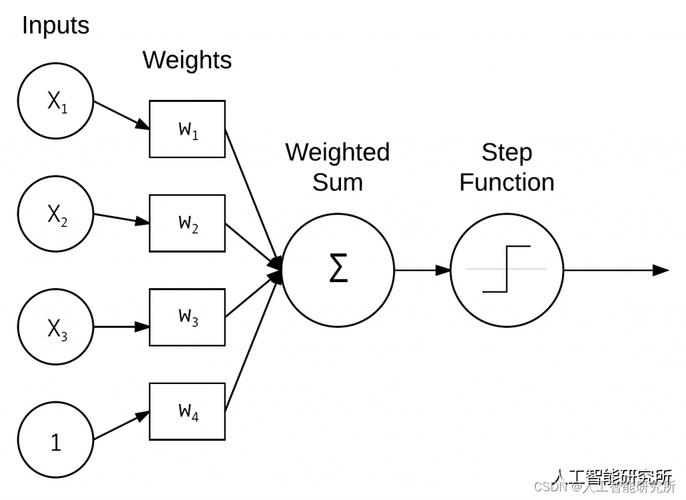 Inputs
Weights
X₁
w₁
X₂
w₂
X₃
w₃
1
w₄
Weighted
Sum
Σ
Step
Function
人工智能研究所
CSDN @人工智能研究所